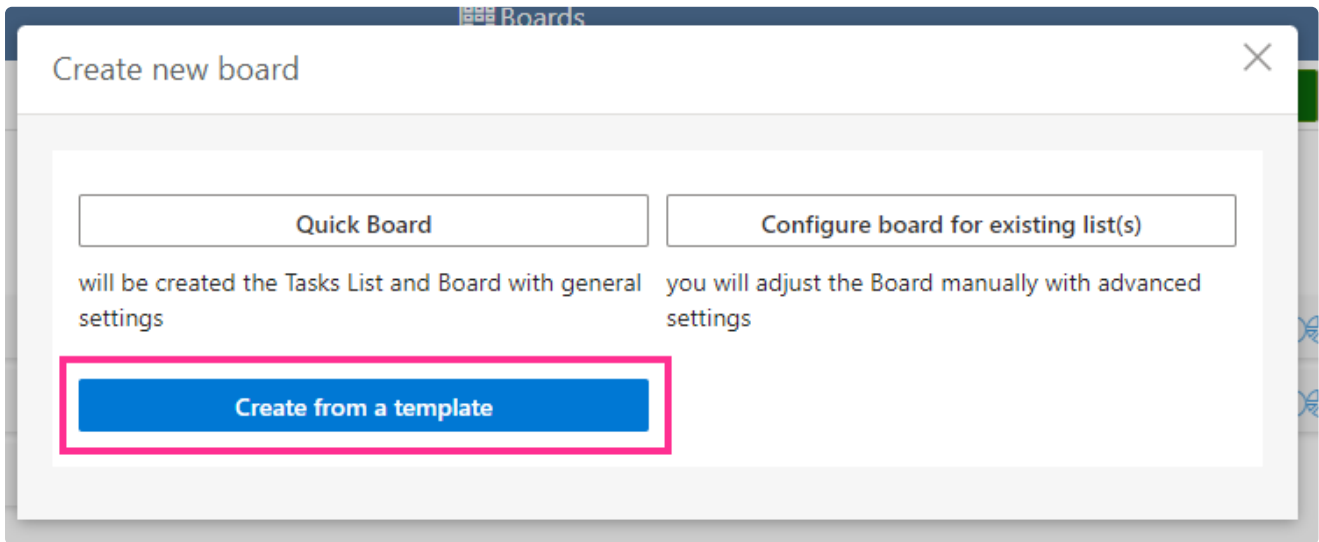 Boards
Create new board
Quick Board
Configure board for existing list(s)
will be created the Tasks List and Board with general
settings
you will adjust the Board manually with advanced
settings
Create from a template